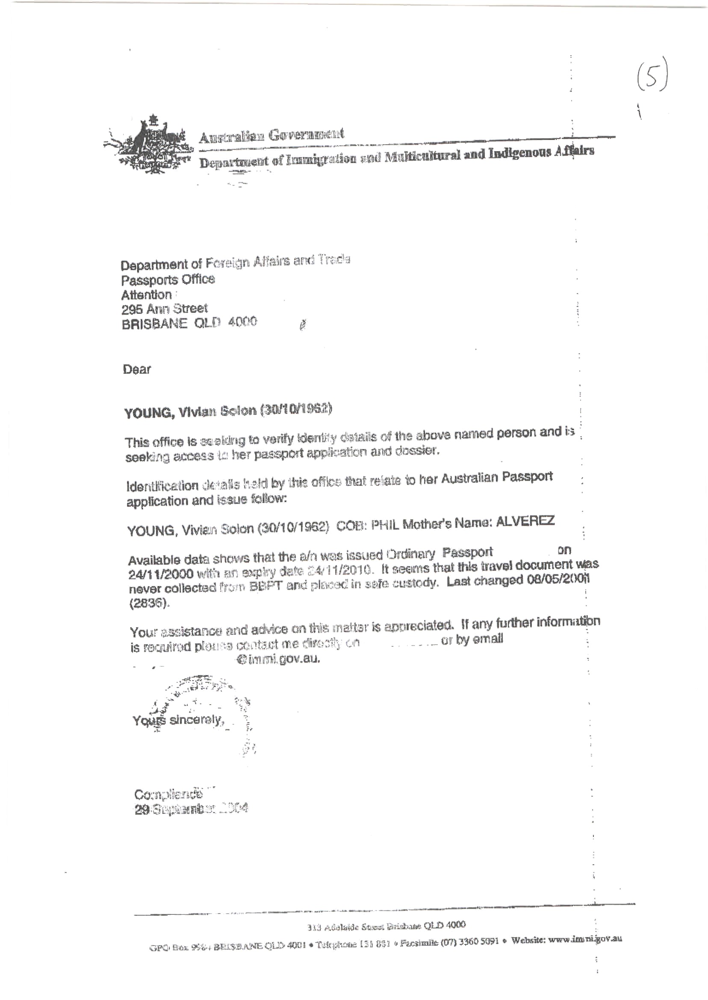 (5)
Australian Government
Department of Immigration and Multicultural and Indigenous Affairs
Department of Foreign Affairs and Trade
Passports Office
Attention :
295 Ann Street
BRISBANE QLD 4000
Dear
YOUNG, Vivian Solon (30/10/1962)
This office is seeking to verify identity details of the above named person and is
seeking access to her passport application and dossier.
Identification details held by this office that relate to her Australian Passport
application and issue follow:
YOUNG, Vivian Solon (30/10/1962) COB: PHIL Mother's Name: ALVEREZ
Available data shows that the a/n was issued Ordinary Passport on
24/11/2000 with an expiry date 24/11/2010. It seems that this travel document was
never collected from BBPT and placed in safe custody. Last changed 08/05/2001
(2836).
Your assistance and advice on this matter is appreciated. If any further information
is required please contact me directly on or by email
@immi.gov.au.
Yours sincerely,
Compliance
29 September 2004
313 Adelaide Street Brisbane QLD 4000
GPO Box BRISBANE QLD 4001 • Telephone 131 881 • Facsimile (07) 3360 5091 • Website: www.immi.gov.au